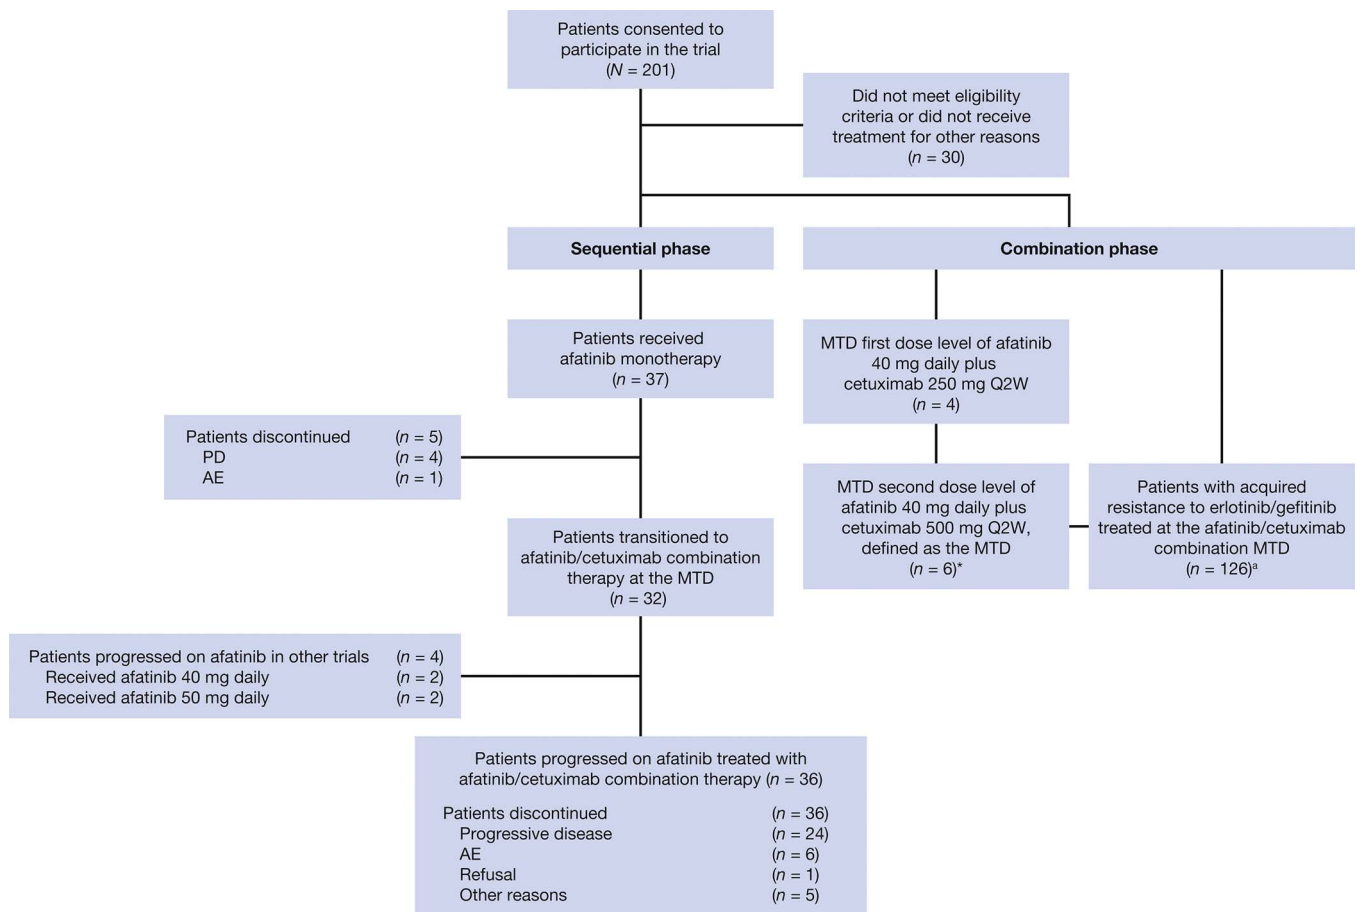 Patients consented to
participate in the trial
(N = 201)
Did not meet eligibility
criteria or did not receive
treatment for other reasons
(n = 30)
Sequential phase
Combination phase
Patients received
afatinib monotherapy
(n = 37)
MTD first dose level of afatinib
40 mg daily plus
cetuximab 250 mg Q2W
(n = 4)
Patients discontinued (n = 5)
PD (n = 4)
AE (n = 1)
MTD second dose level of
afatinib 40 mg daily plus
cetuximab 500 mg Q2W,
defined as the MTD
(n = 6)*
Patients with acquired
resistance to erlotinib/gefitinib
treated at the afatinib/cetuximab
combination MTD
(n = 126)ᵃ
Patients transitioned to
afatinib/cetuximab combination
therapy at the MTD
(n = 32)
Patients progressed on afatinib in other trials (n = 4)
Received afatinib 40 mg daily (n = 2)
Received afatinib 50 mg daily (n = 2)
Patients progressed on afatinib treated with
afatinib/cetuximab combination therapy (n = 36)
Patients discontinued (n = 36)
Progressive disease (n = 24)
AE (n = 6)
Refusal (n = 1)
Other reasons (n = 5)